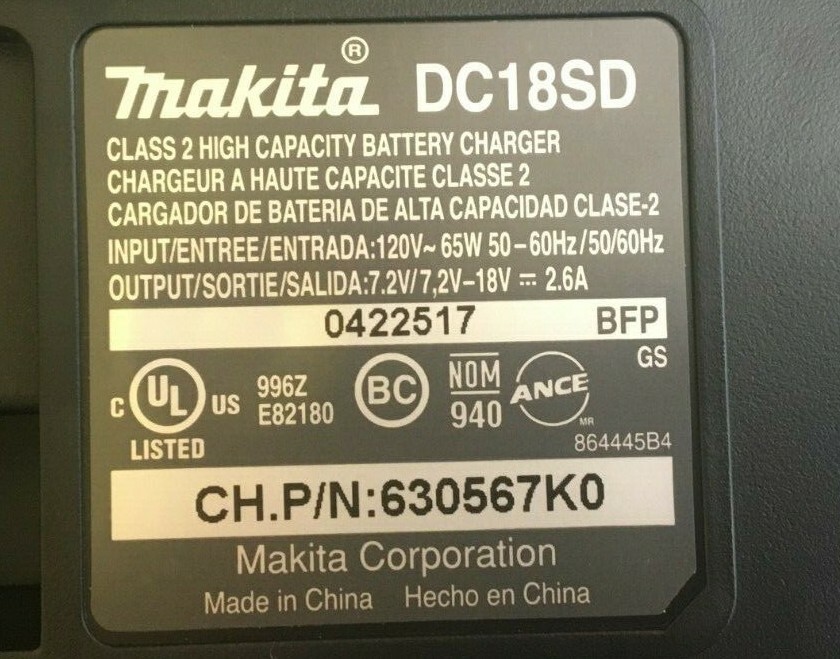 makita® DC18SD
CLASS 2 HIGH CAPACITY BATTERY CHARGER
CHARGEUR A HAUTE CAPACITE CLASSE 2
CARGADOR DE BATERIA DE ALTA CAPACIDAD CLASE-2
INPUT/ENTREE/ENTRADA:120V~ 65W 50–60Hz/50/60Hz
OUTPUT/SORTIE/SALIDA:7.2V/7,2V–18V ⎓ 2.6A
0422517 BFP
GS
C UL US 996Z BC NOM ANCE
E82180 940 MR
LISTED 864445B4
CH.P/N:630567K0
Makita Corporation
Made in China Hecho en China